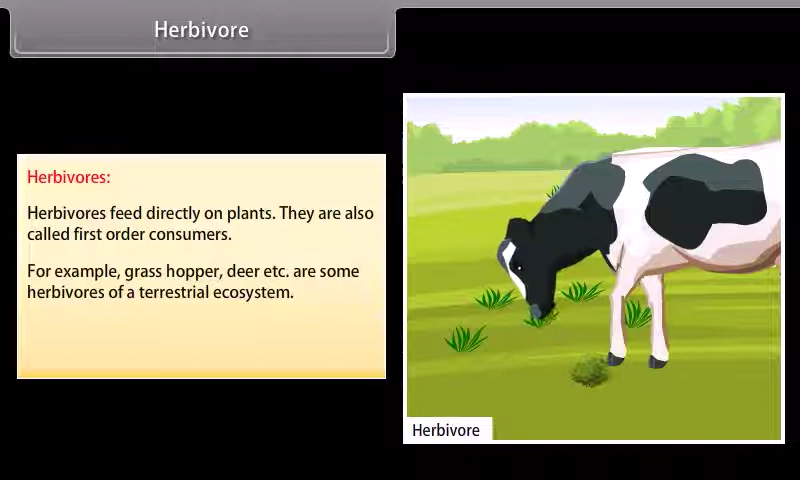 Herbivore
Herbivores:
Herbivores feed directly on plants. They are also
called first order consumers.
For example, grass hopper, deer etc. are some
herbivores of a terrestrial ecosystem.
Herbivore